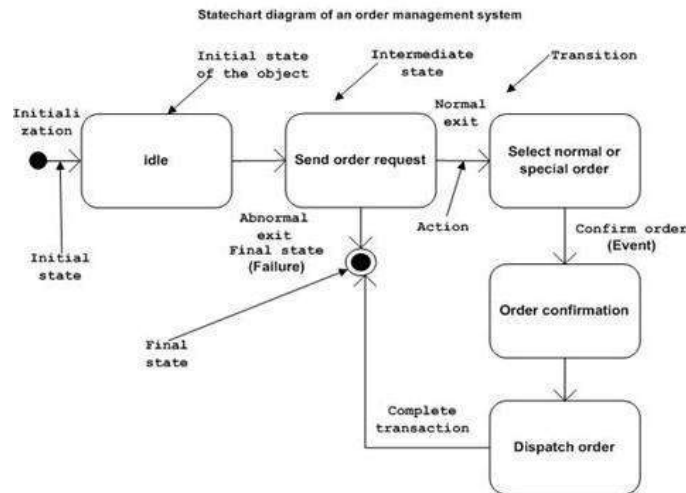 Statechart diagram of an order management system
Initial state
of the object
Intermediate
state
Transition
Initiali
zation
Normal
exit
idle
Send order request
Select normal or
special order
Abnormal
exit
Final state
(Failure)
Action
Confirm order
(Event)
Initial
state
Order confirmation
Final
state
Complete
transaction
Dispatch order